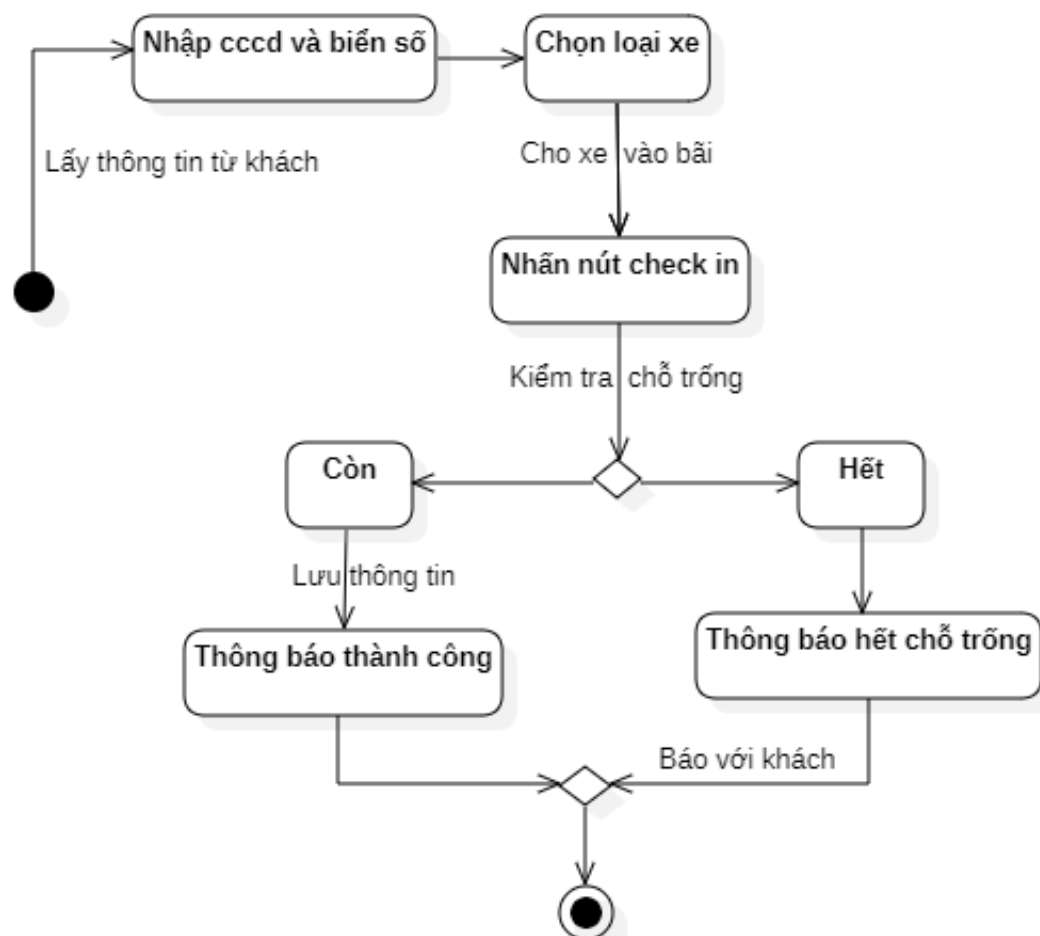 Nhập cccd và biển số
Chọn loại xe
Lấy thông tin từ khách
Cho xe vào bãi
Nhấn nút check in
Kiểm tra chỗ trống
Còn
Hết
Lưu thông tin
Thông báo thành công
Thông báo hết chỗ trống
Báo với khách